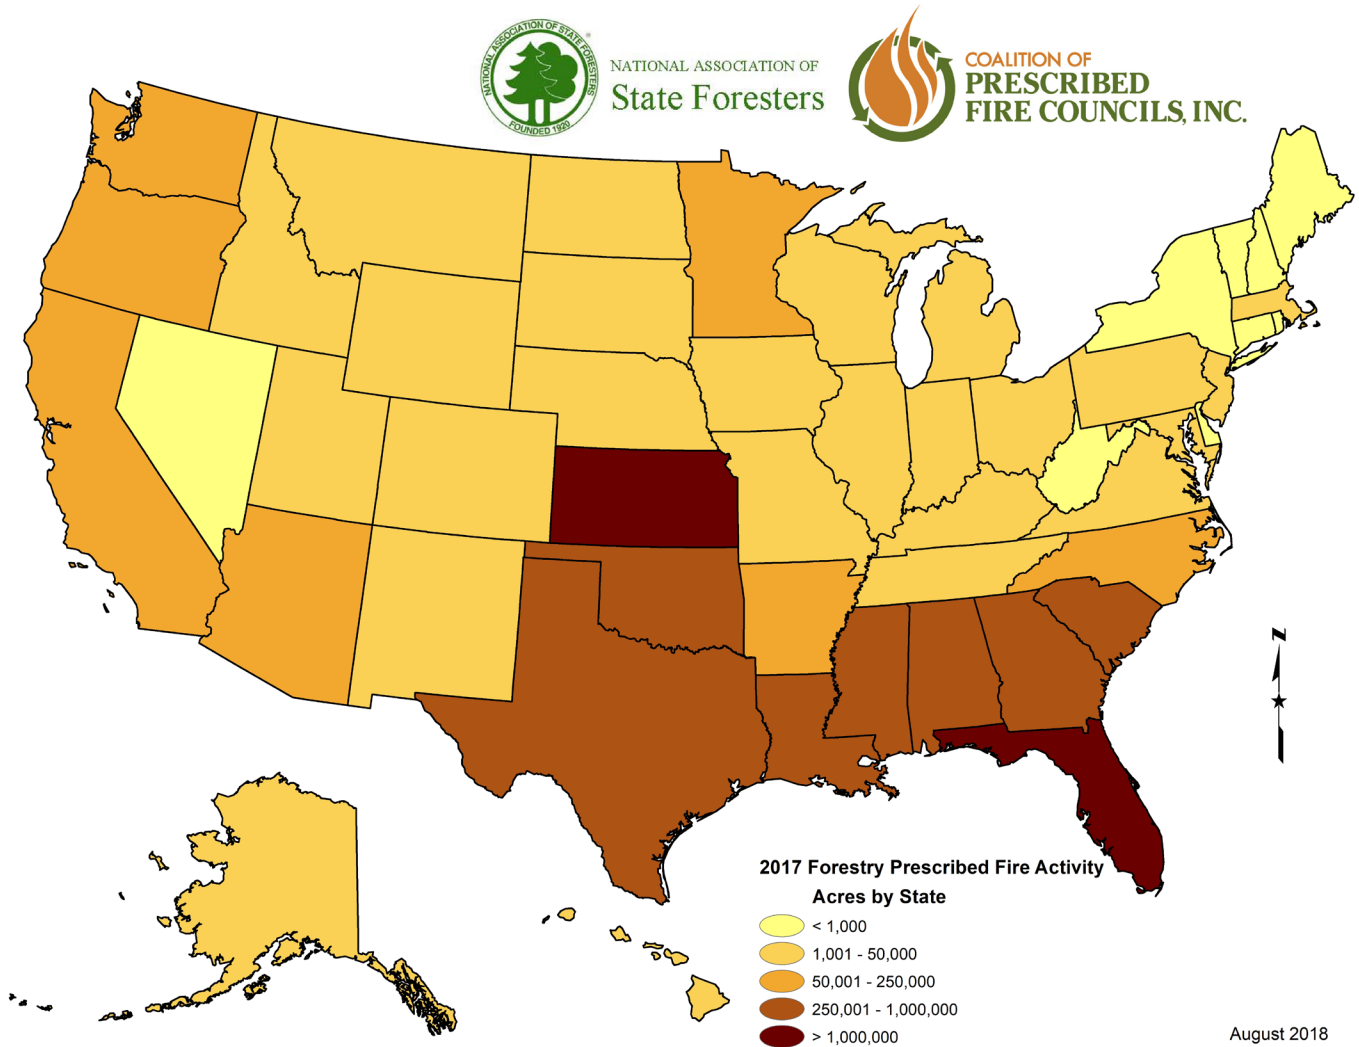 NATIONAL ASSOCIATION OF STATE FORESTERS
®
FOUNDED 1920
NATIONAL ASSOCIATION OF
State Foresters
COALITION OF
PRESCRIBED
FIRE COUNCILS, INC.
N
2017 Forestry Prescribed Fire Activity
Acres by State
< 1,000
1,001 - 50,000
50,001 - 250,000
250,001 - 1,000,000
> 1,000,000
August 2018